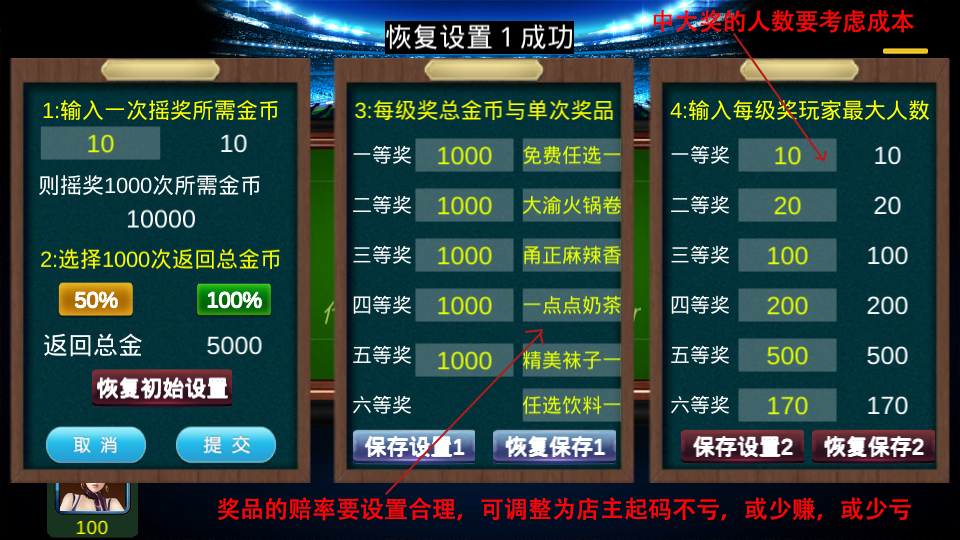 恢复设置 1 成功
中大奖的人数要考虑成本
1:输入一次摇奖所需金币
10 10
则摇奖1000次所需金币
10000
2:选择1000次返回总金币
50% 100%
返回总金 5000
恢复初始设置
取 消 提 交
3:每级奖总金币与单次奖品
一等奖 1000 免费任选一
二等奖 1000 大渝火锅卷
三等奖 1000 甬正麻辣香
四等奖 1000 一点点奶茶
五等奖 1000 精美袜子一
六等奖 任选饮料一
保存设置1 恢复保存1
4:输入每级奖玩家最大人数
一等奖 10 10
二等奖 20 20
三等奖 100 100
四等奖 200 200
五等奖 500 500
六等奖 170 170
保存设置2 恢复保存2
奖品的赔率要设置合理，可调整为店主起码不亏，或少赚，或少亏
100